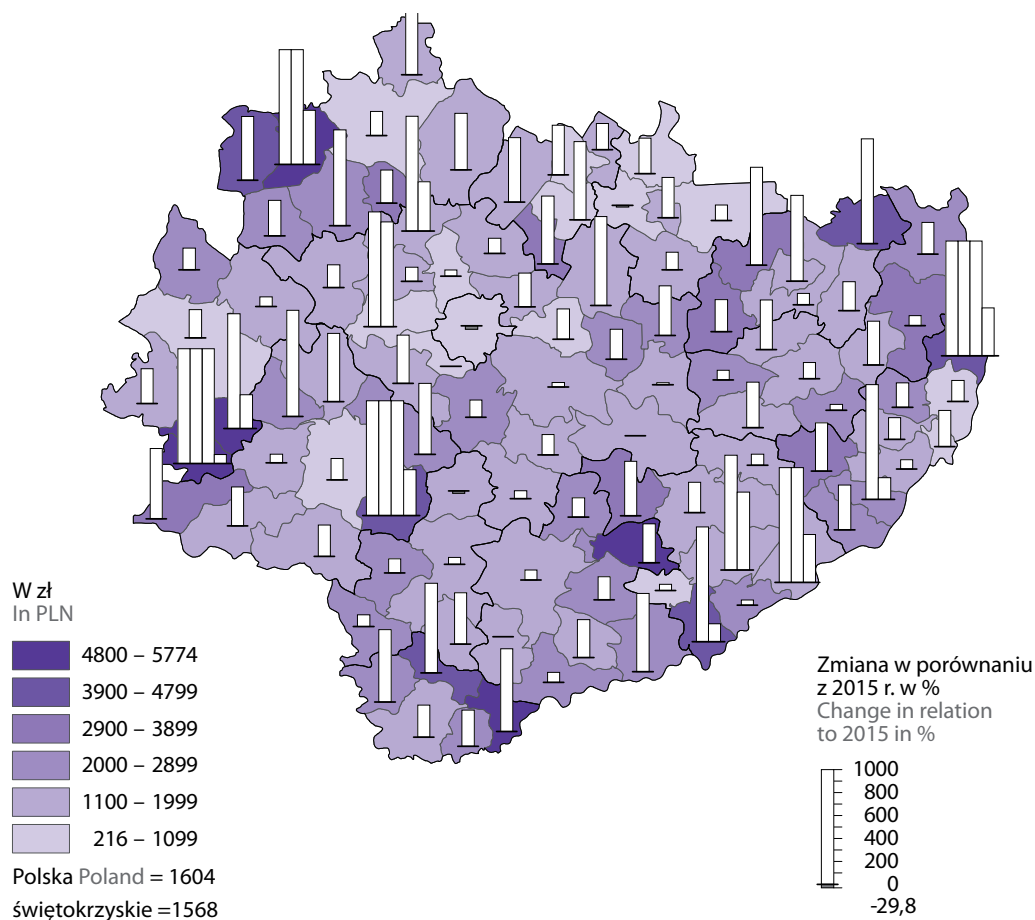 W zł
In PLN
4800 – 5774
3900 – 4799
2900 – 3899
2000 – 2899
1100 – 1999
216 – 1099
Polska Poland = 1604
świętokrzyskie =1568
Zmiana w porównaniu
z 2015 r. w %
Change in relation
to 2015 in %
1000
800
600
400
200
0
-29,8